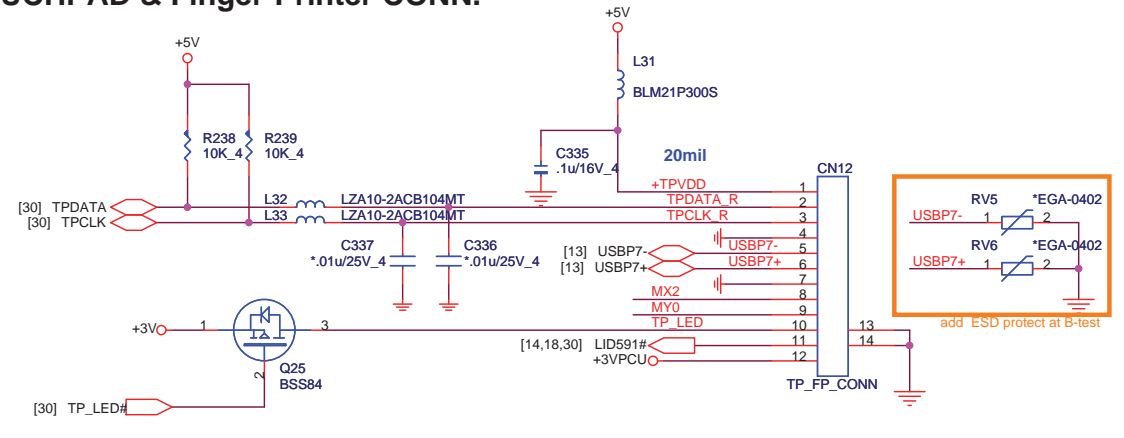 UCHPAD & Finger Printer CONN.
+5V
+5V
L31
BLM21P300S
R238
10K_4
R239
10K_4
C335
.1u/16V_4
20mil
CN12
+TPVDD
1
[30] TPDATA
L32
LZA10-2ACB104MT
TPDATA_R
2
[30] TPCLK
L33
LZA10-2ACB104MT
TPCLK_R
3
4
C337
*.01u/25V_4
C336
*.01u/25V_4
[13] USBP7-
USBP7-
5
[13] USBP7+
USBP7+
6
7
MX2
8
MY0
9
+3V
1
3
TP_LED
10
13
[14,18,30] LID591#
11
14
+3VPCU
12
Q25
BSS84
2
TP_FP_CONN
[30] TP_LED#
RV5
*EGA-0402
USBP7-
1
2
RV6
*EGA-0402
USBP7+
1
2
add ESD protect at B-test